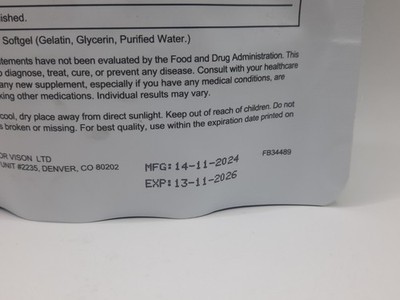 ished.
Softgel (Gelatin, Glycerin, Purified Water.)
tements have not been evaluated by the Food and Drug Administration. This
o diagnose, treat, cure, or prevent any disease. Consult with your healthcare
any new supplement, especially if you have any medical conditions, are
king other medications. Individual results may vary.
cool, dry place away from direct sunlight. Keep out of reach of children. Do not
s broken or missing. For best quality, use within the expiration date printed on
OR VISON LTD
UNIT #2235, DENVER, CO 80202
MFG:14-11-2024
EXP:13-11-2026
FB34489